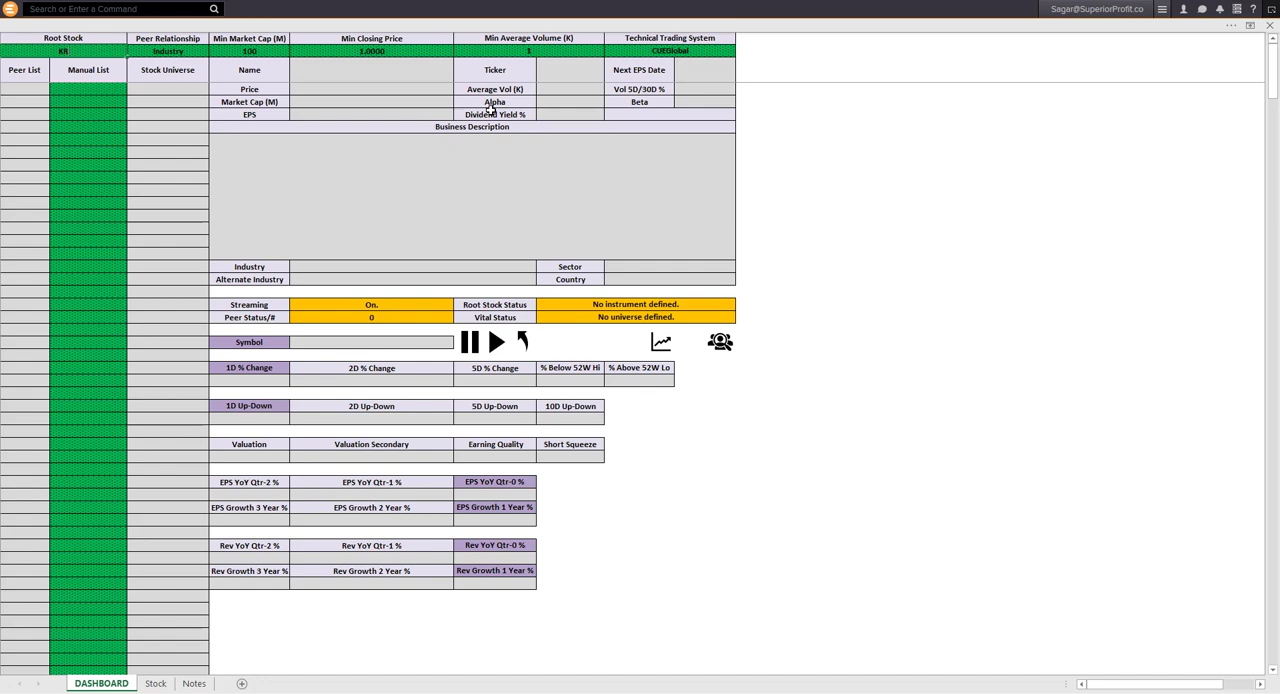 Search or Enter a Command
Sagar@SuperiorProfit.co
?
Root Stock Peer Relationship Min Market Cap (M) Min Closing Price Min Average Volume (K) Technical Trading System
KR Industry 100 1.0000 1 CUEGlobal
Peer List Manual List Stock Universe Name Ticker Next EPS Date
Price Average Vol (K) Vol 5D/30D %
Market Cap (M) Alpha Beta
EPS Dividend Yield %
Business Description
Industry Sector
Alternate Industry Country
Streaming On. Root Stock Status No instrument defined.
Peer Status/# 0 Vital Status No universe defined.
Symbol
1D % Change 2D % Change 5D % Change % Below 52W Hi % Above 52W Lo
1D Up-Down 2D Up-Down 5D Up-Down 10D Up-Down
Valuation Valuation Secondary Earning Quality Short Squeeze
EPS YoY Qtr-2 % EPS YoY Qtr-1 % EPS YoY Qtr-0 %
EPS Growth 3 Year % EPS Growth 2 Year % EPS Growth 1 Year %
Rev YoY Qtr-2 % Rev YoY Qtr-1 % Rev YoY Qtr-0 %
Rev Growth 3 Year % Rev Growth 2 Year % Rev Growth 1 Year %
DASHBOARD Stock Notes